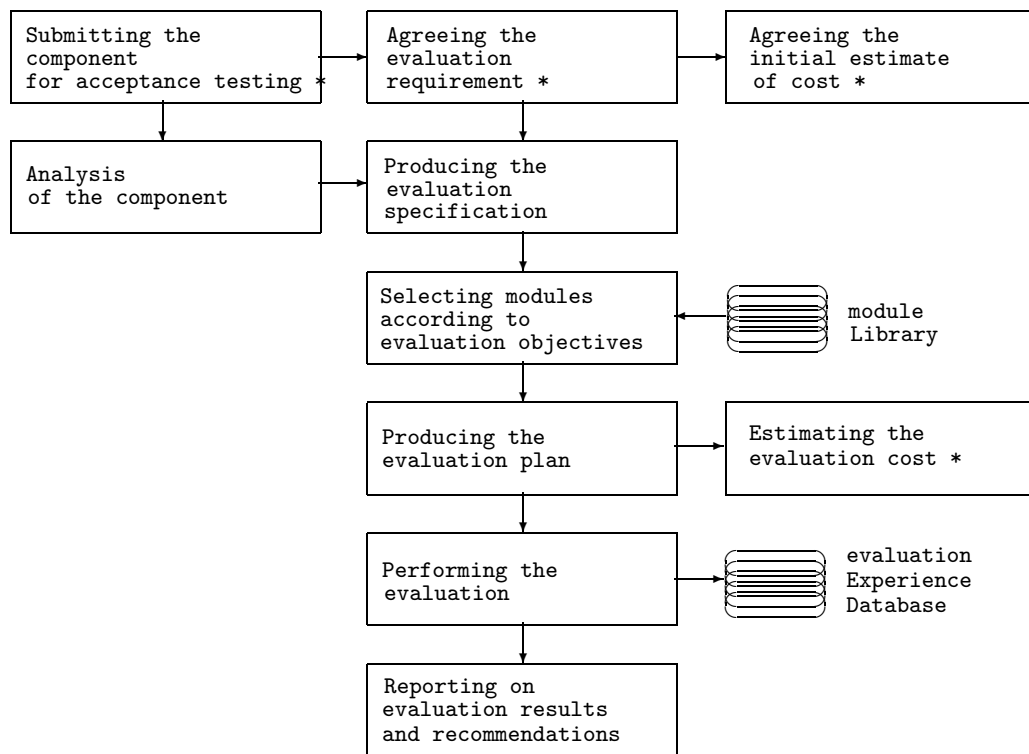 Submitting the
component
for acceptance testing *
Agreeing the
evaluation
requirement *
Agreeing the
initial estimate
of cost *
Analysis
of the component
Producing the
evaluation
specification
Selecting modules
according to
evaluation objectives
module
Library
Producing the
evaluation plan
Estimating the
evaluation cost *
Performing the
evaluation
evaluation
Experience
Database
Reporting on
evaluation results
and recommendations